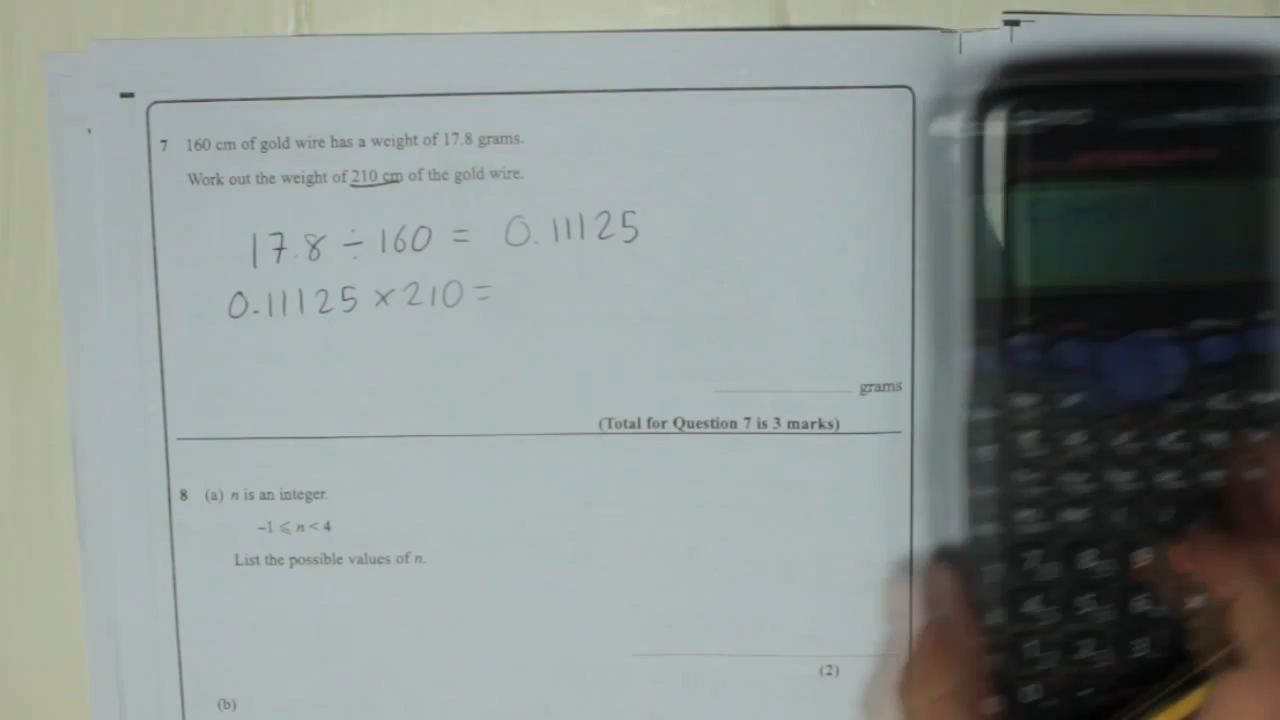 7 160 cm of gold wire has a weight of 17.8 grams.
Work out the weight of 210 cm of the gold wire.
17.8 ÷ 160 = 0.11125
0.11125 × 210 =
grams
(Total for Question 7 is 3 marks)
8 (a) n is an integer.
−1 ⩽ n < 4
List the possible values of n.
(2)
(b)